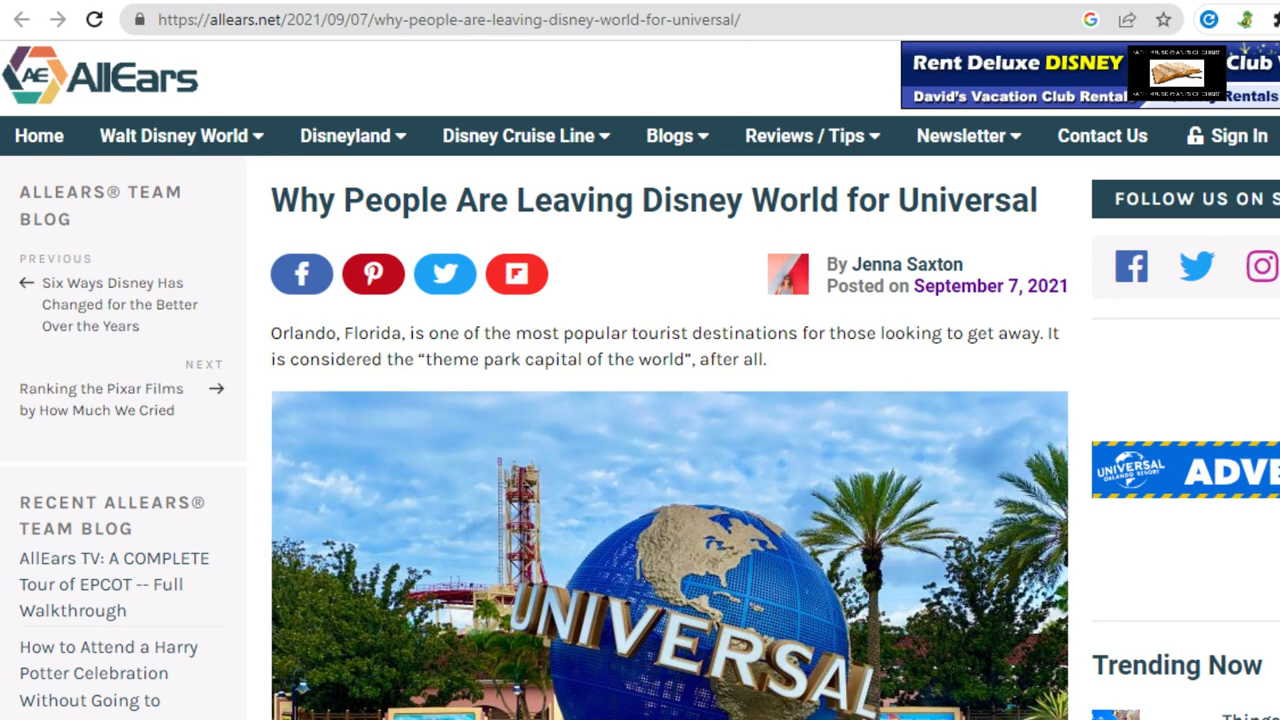 https://allears.net/2021/09/07/why-people-are-leaving-disney-world-for-universal/
AE AllEars
Rent Deluxe DISNEY
Club
David's Vacation Club Rental
Rentals
Home
Walt Disney World
Disneyland
Disney Cruise Line
Blogs
Reviews / Tips
Newsletter
Contact Us
Sign In
ALLEARS® TEAM
BLOG
PREVIOUS
Six Ways Disney Has
Changed for the Better
Over the Years
NEXT
Ranking the Pixar Films
by How Much We Cried
RECENT ALLEARS®
TEAM BLOG
AllEars TV: A COMPLETE
Tour of EPCOT -- Full
Walkthrough
How to Attend a Harry
Potter Celebration
Without Going to
Why People Are Leaving Disney World for Universal
By Jenna Saxton
Posted on September 7, 2021
Orlando, Florida, is one of the most popular tourist destinations for those looking to get away. It
is considered the “theme park capital of the world”, after all.
UNIVERSAL
FOLLOW US ON S
UNIVERSAL
ORLANDO RESORT
ADVE
Trending Now
Things